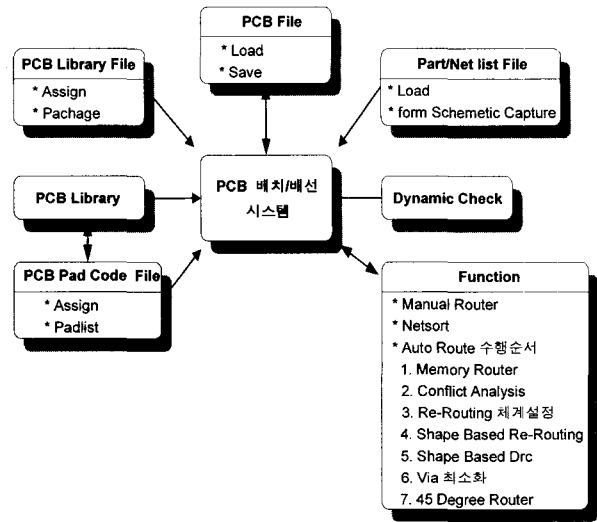 PCB File
* Load
* Save
PCB Library File
* Assign
* Pachage
Part/Net list File
* Load
* form Schemetic Capture
PCB Library
PCB 배치/배선
시스템
Dynamic Check
PCB Pad Code File
* Assign
* Padlist
Function
* Manual Router
* Netsort
* Auto Route 수행순서
1. Memory Router
2. Conflict Analysis
3. Re-Routing 체계설정
4. Shape Based Re-Routing
5. Shape Based Drc
6. Via 최소화
7. 45 Degree Router